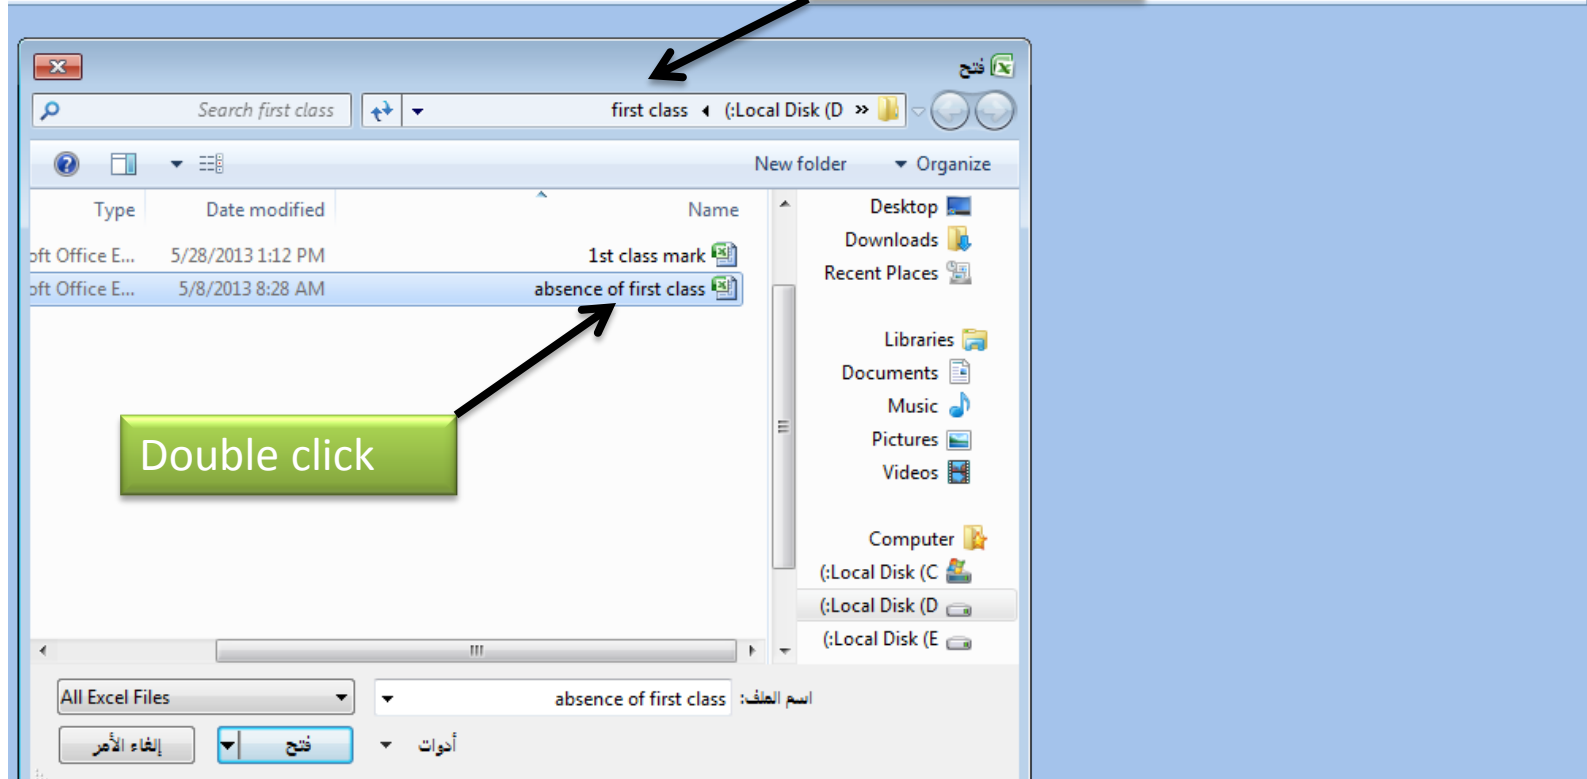 فتح
first class ◂ (:Local Disk (D »
Search first class
Organize
New folder
Name
Date modified
Type
1st class mark
5/28/2013 1:12 PM
oft Office E...
absence of first class
5/8/2013 8:28 AM
oft Office E...
Desktop
Downloads
Recent Places
Libraries
Documents
Music
Pictures
Videos
Computer
(:Local Disk (C
(:Local Disk (D
(:Local Disk (E
Double click
اسم الملف:
absence of first class
All Excel Files
أدوات
فتح
إلغاء الأمر